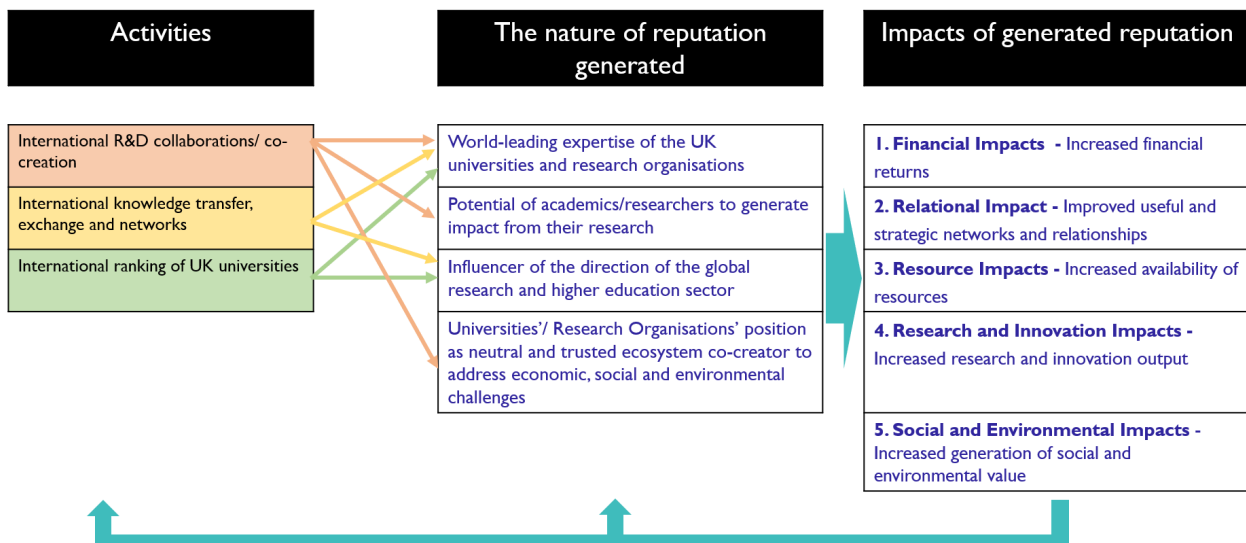 Activities
The nature of reputation
generated
Impacts of generated reputation
International R&D collaborations/ co-
creation
International knowledge transfer,
exchange and networks
International ranking of UK universities
World-leading expertise of the UK
universities and research organisations
Potential of academics/researchers to generate
impact from their research
Influencer of the direction of the global
research and higher education sector
Universities’/ Research Organisations’ position
as neutral and trusted ecosystem co-creator to
address economic, social and environmental
challenges
1. Financial Impacts - Increased financial
returns
2. Relational Impact - Improved useful and
strategic networks and relationships
3. Resource Impacts - Increased availability of
resources
4. Research and Innovation Impacts -
Increased research and innovation output
5. Social and Environmental Impacts -
Increased generation of social and
environmental value